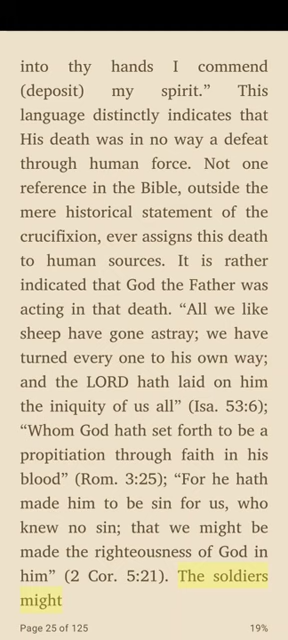 into thy hands I commend
(deposit) my spirit.” This
language distinctly indicates that
His death was in no way a defeat
through human force. Not one
reference in the Bible, outside the
mere historical statement of the
crucifixion, ever assigns this death
to human sources. It is rather
indicated that God the Father was
acting in that death. “All we like
sheep have gone astray; we have
turned every one to his own way;
and the LORD hath laid on him
the iniquity of us all” (Isa. 53:6);
“Whom God hath set forth to be a
propitiation through faith in his
blood” (Rom. 3:25); “For he hath
made him to be sin for us, who
knew no sin; that we might be
made the righteousness of God in
him” (2 Cor. 5:21). The soldiers
might
Page 25 of 125 19%